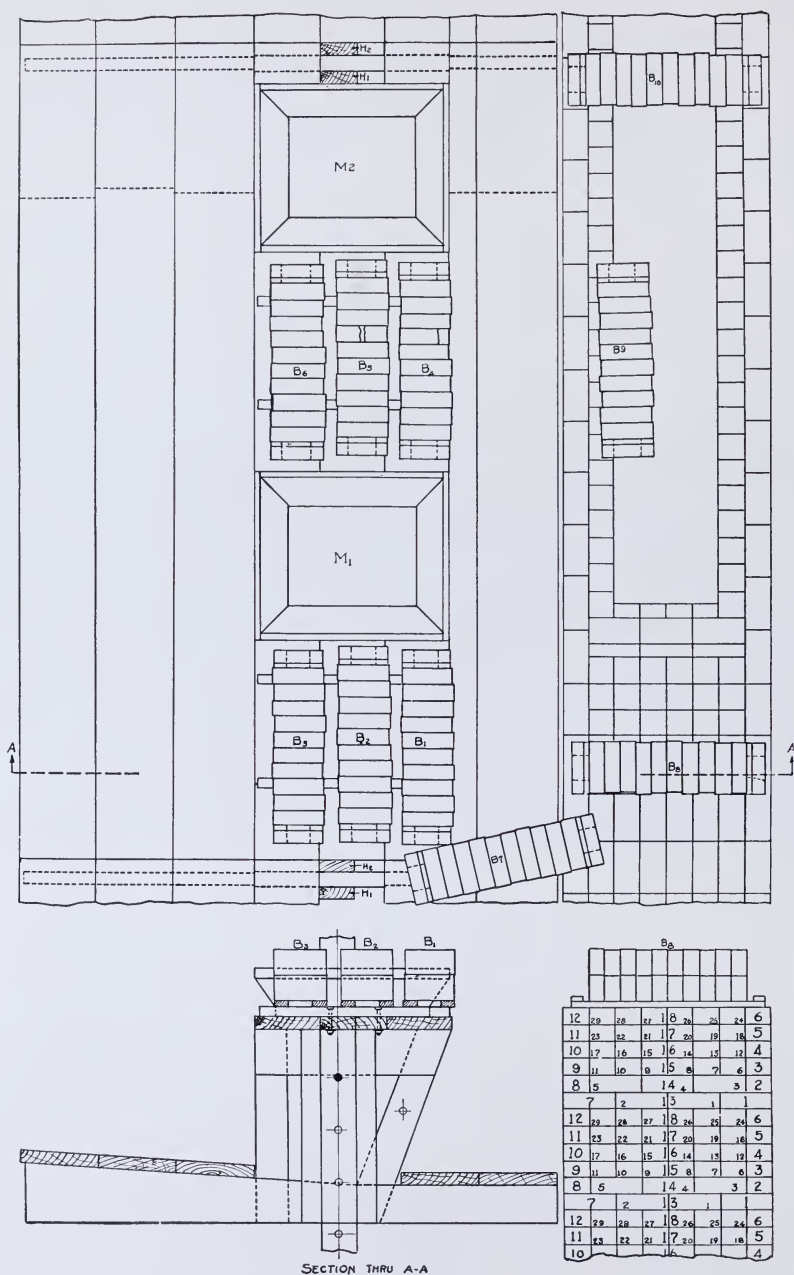 H2
H1
B10
M2
B9
B6 B5 B4
M1
B3 B2 B1
A A
B8
B7
H2
H1
B3 B2 B1
B8
12 29 28 27 18 26 25 24 6
11 23 22 21 17 20 19 18 5
10 17 16 15 16 14 13 12 4
9 11 10 9 15 8 7 6 3
8 5 14 4 3 2
7 2 13 1 1
12 29 28 27 18 26 25 24 6
11 23 22 21 17 20 19 18 5
10 17 16 15 16 14 13 12 4
9 11 10 9 15 8 7 6 3
8 5 14 4 3 2
7 2 13 1 1
12 29 28 27 18 26 25 24 6
11 23 22 21 17 20 19 18 5
10 16 4
SECTION THRU A-A